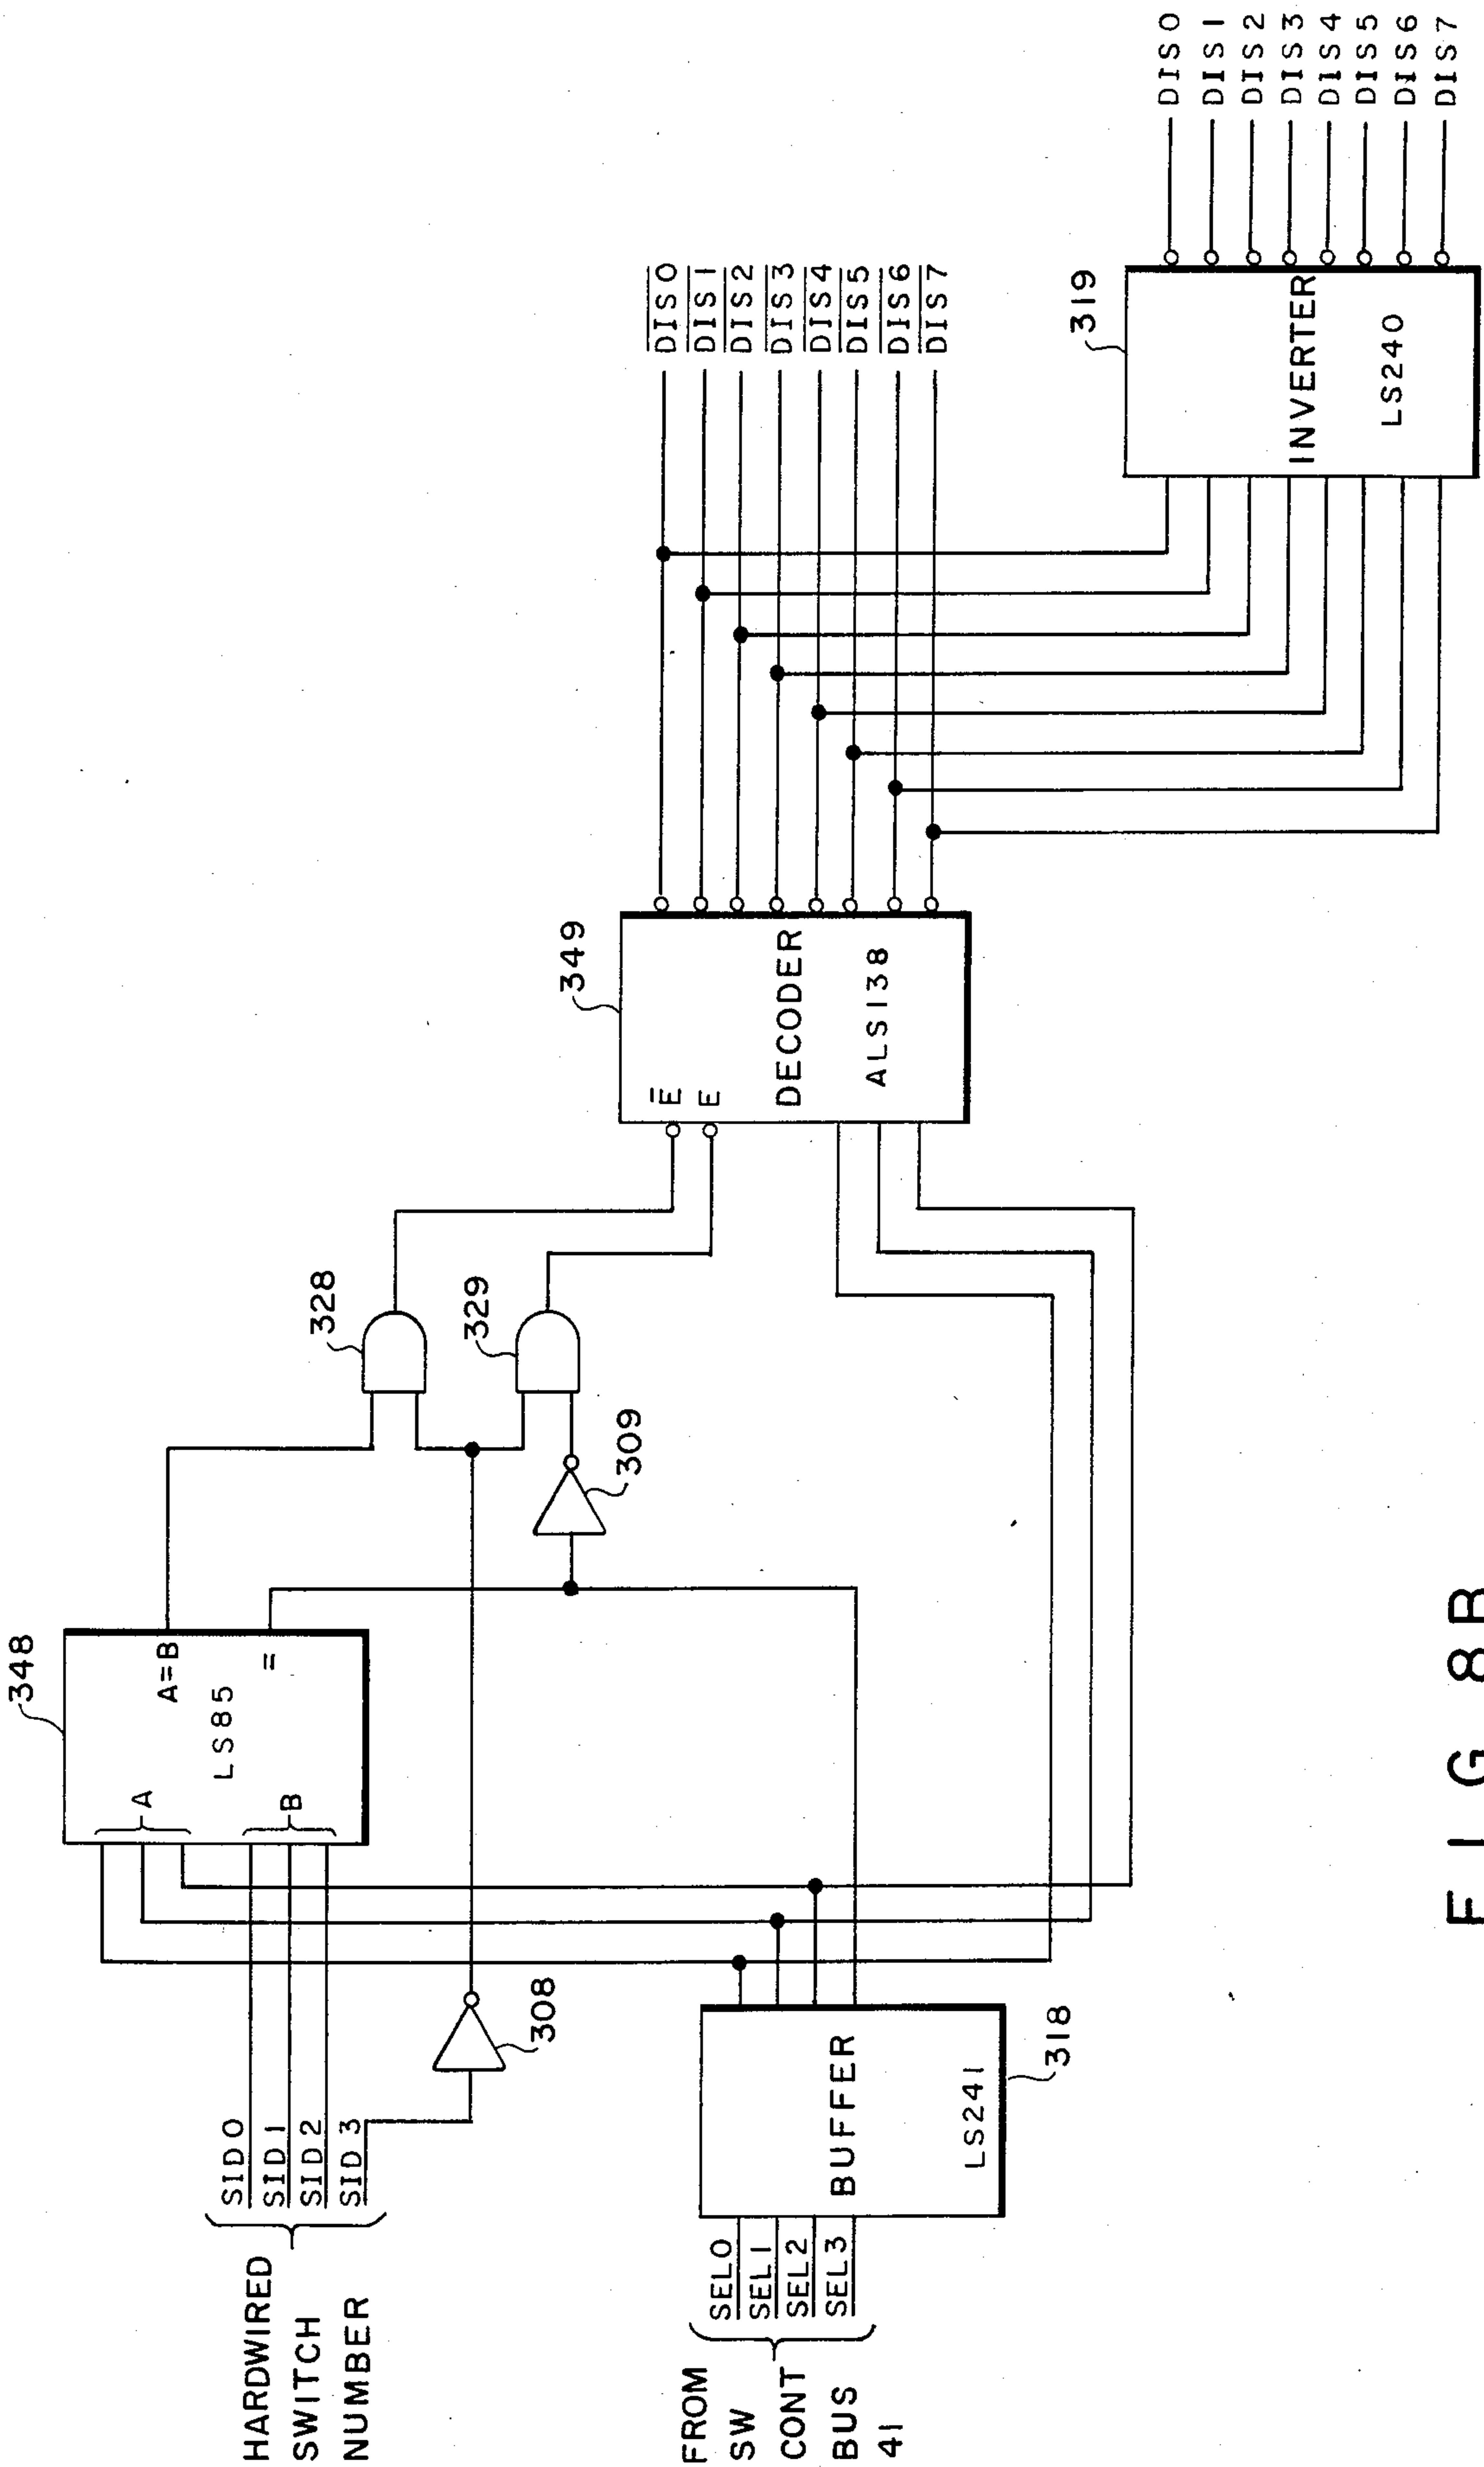 HARDWIRED
SWITCH
NUMBER
SID0
SID1
SID2
SID3
308
348
A
B
LS85
A=B
=
328
329
309
FROM
SW
CONT
BUS
41
SEL0
SEL1
SEL2
SEL3
BUFFER
LS241
318
349
E
E
DECODER
ALS138
DIS0
DIS1
DIS2
DIS3
DIS4
DIS5
DIS6
DIS7
319
INVERTER
LS240
DIS0
DIS1
DIS2
DIS3
DIS4
DIS5
DIS6
DIS7
FIG 8B